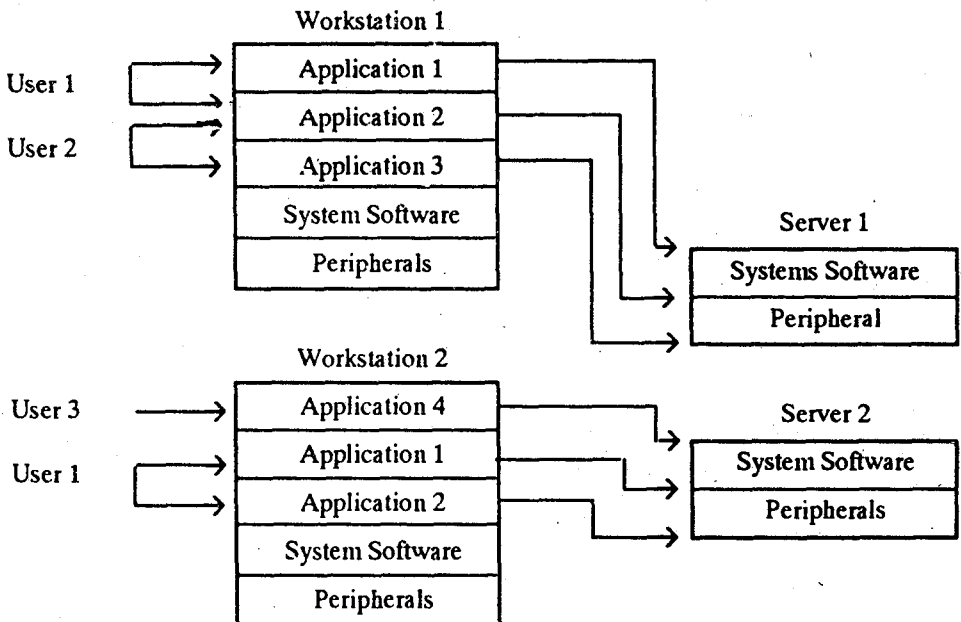 Workstation 1
User 1
User 2
Application 1
Application 2
Application 3
System Software
Peripherals
Server 1
Systems Software
Peripheral
Workstation 2
User 3
User 1
Application 4
Application 1
Application 2
System Software
Peripherals
Server 2
System Software
Peripherals